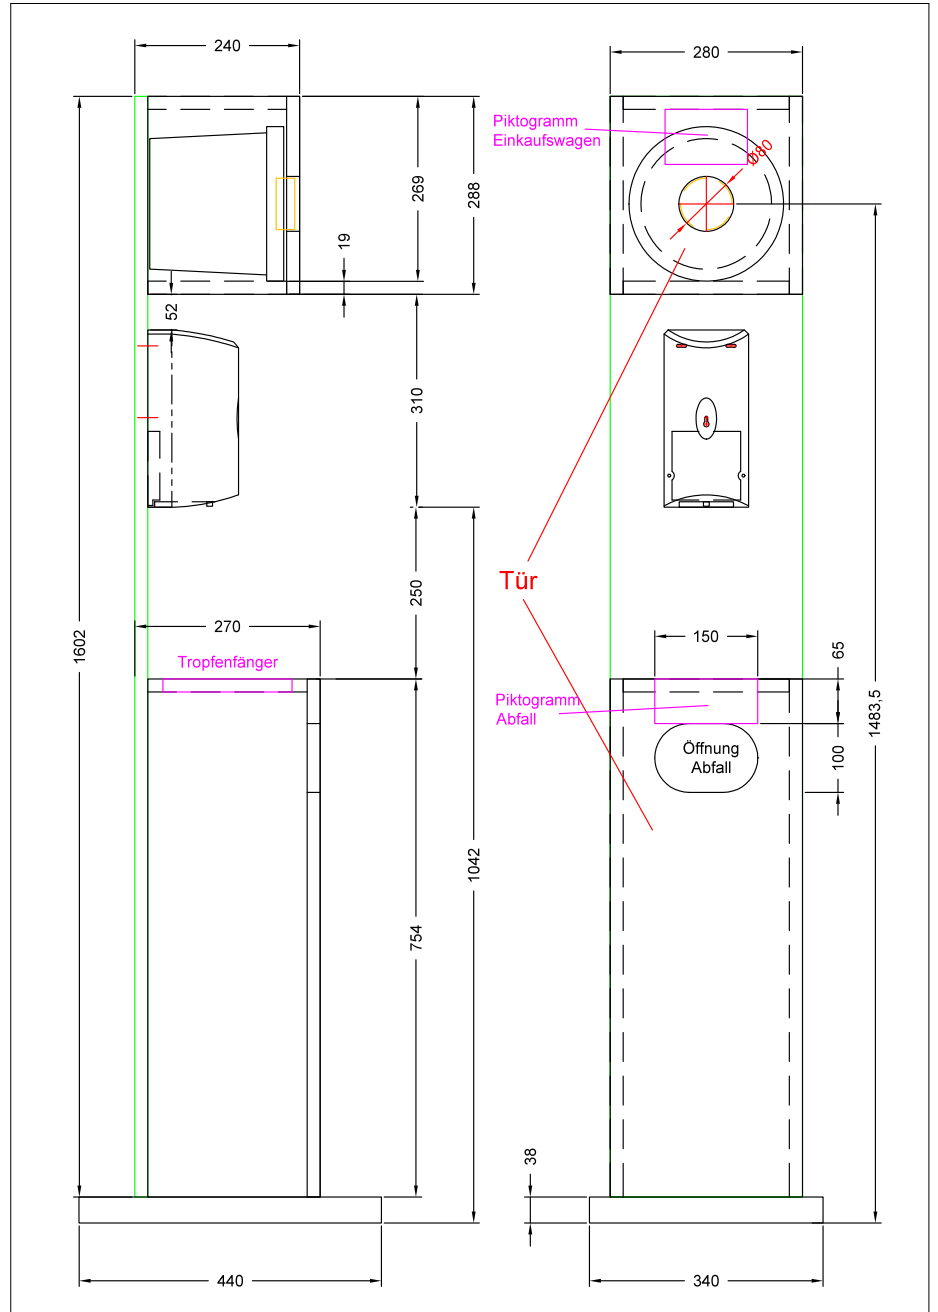 240
280
Piktogramm
Einkaufswagen
Ø80
269
288
19
52
310
Tür
250
1602
270
150
65
Tropfenfänger
Piktogramm
Abfall
1483,5
Öffnung
Abfall
100
1042
754
38
440
340